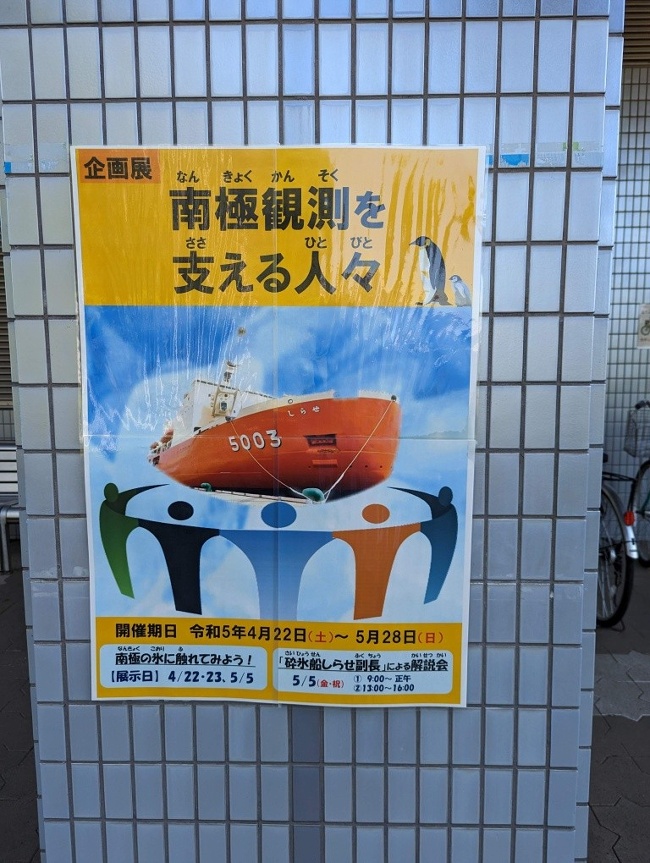 企画展
なん きょく かん そく
南極観測を
ささ ひと びと
支える人々
しらせ
5003
開催期日 令和5年4月22日(土)～5月28日(日)
なんきょく こおり ふ
南極の氷に触れてみよう!
【展示日】4/22・23、5/5
さいひょうせん ふくちょう かいせつかい
「砕氷船しらせ副長」による解説会
5/5(金・祝) ① 9:00～ 正午
②13:00～16:00